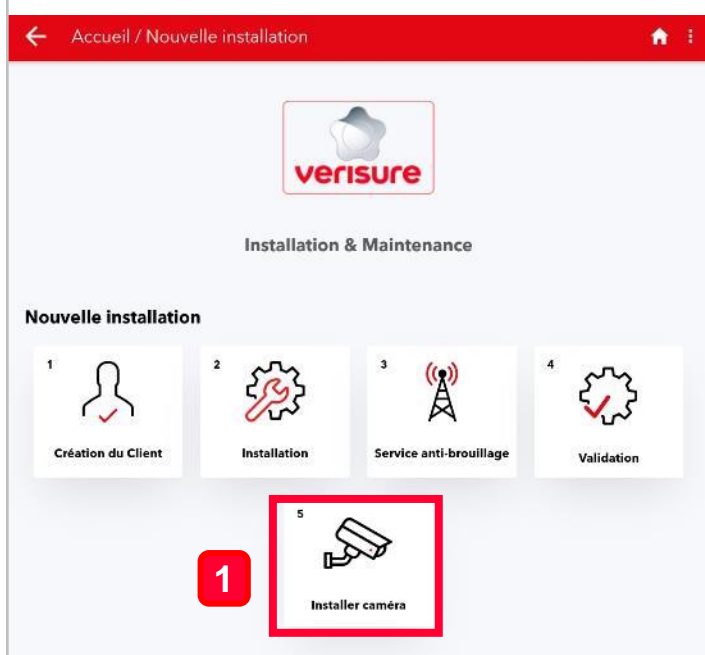 Accueil / Nouvelle installation
verisure
Installation & Maintenance
Nouvelle installation
1
Création du Client
2
Installation
3
Service anti-brouillage
4
Validation
5
Installer caméra
1